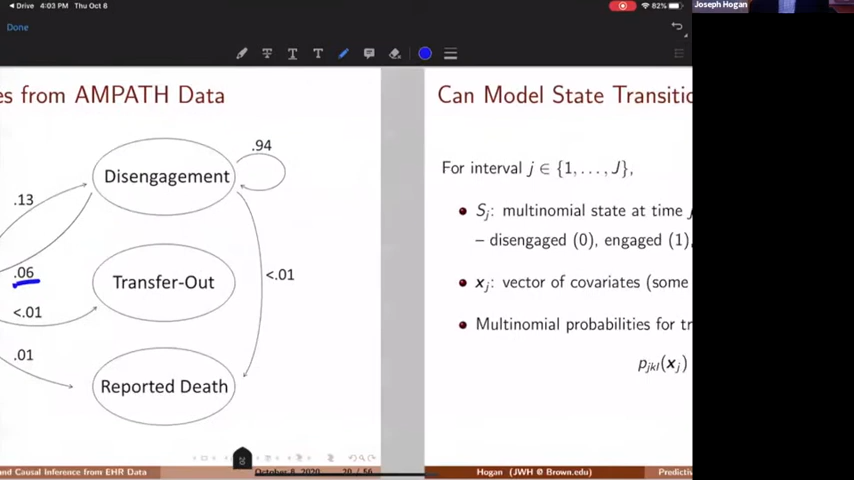 Drive 4:03 PM Thu Oct 8
82%
Joseph Hogan
Done
T T T
es from AMPATH Data
.94
Disengagement
.13
.06
<.01
Transfer-Out
<.01
.01
Reported Death
October 8, 2020 20 / 56
and Causal Inference from EHR Data
20
Can Model State Transitio
For interval j ∈ {1, . . . , J},
Sj: multinomial state at time
– disengaged (0), engaged (1),
xj: vector of covariates (some
Multinomial probabilities for tr
pjkl(xj)
Hogan (JWH @ Brown.edu)
Predictiv